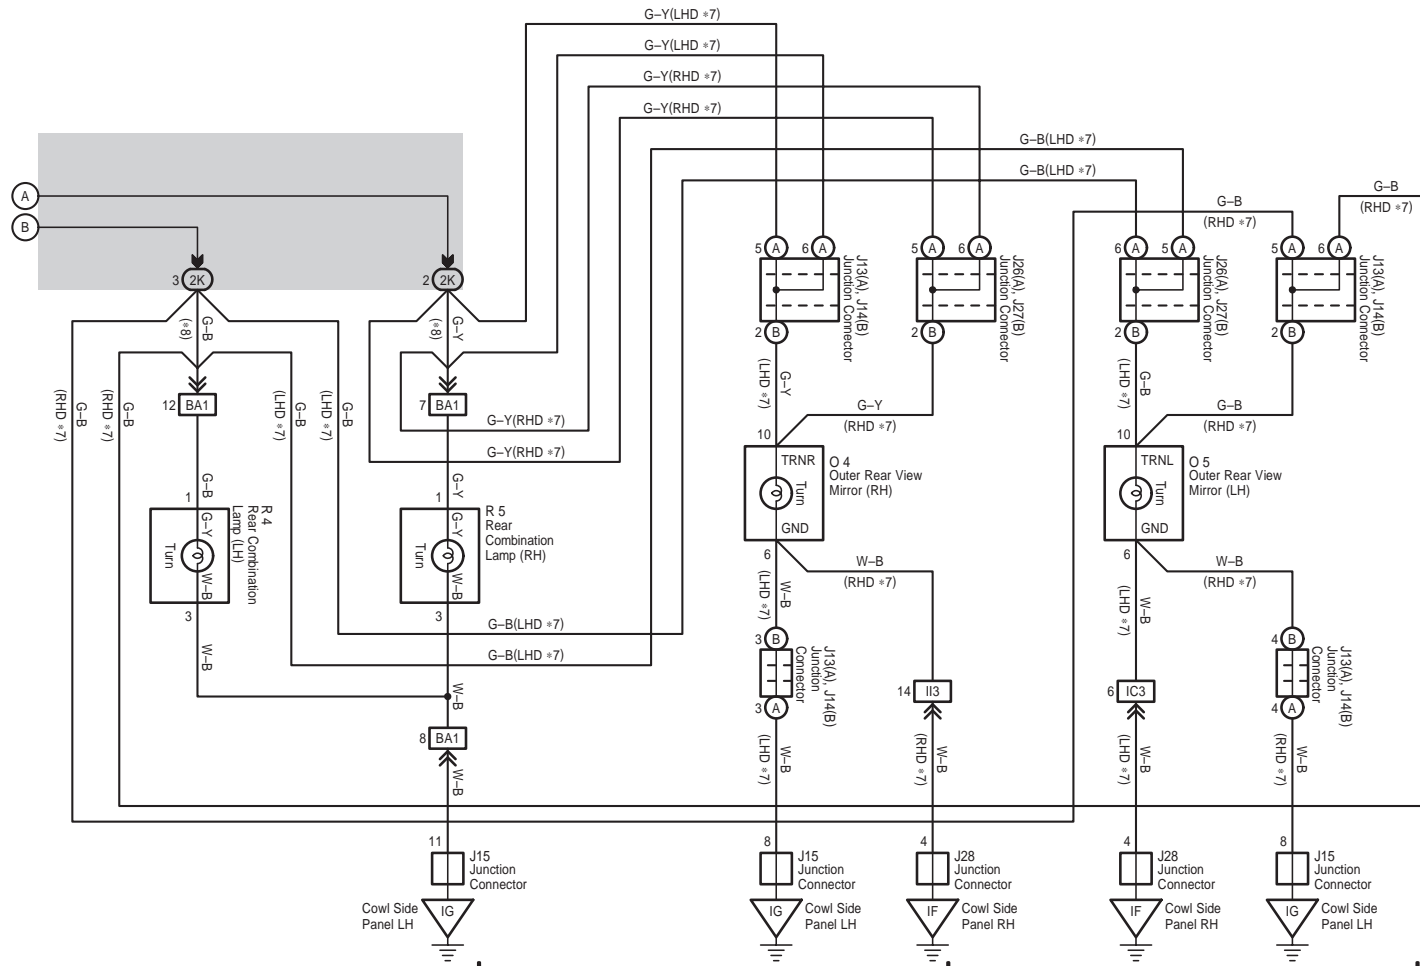 G–Y(LHD *7)
G–Y(LHD *7)
G–Y(RHD *7)
G–Y(RHD *7)
G–B(LHD *7)
G–B(LHD *7)
G–B
(RHD *7)
G–B
(RHD *7)
A
B
3 2K
2 2K
5 A 6 A
J13(A), J14(B)
Junction Connector
2 B
5 A 6 A
J26(A), J27(B)
Junction Connector
2 B
6 A 5 A
J26(A), J27(B)
Junction Connector
2 B
5 A 6 A
J13(A), J14(B)
Junction Connector
2 B
G–B
(*8)
G–Y
(*8)
G–B
(RHD *7)
G–B
(RHD *7)
G–B
(LHD *7)
G–B
(LHD *7)
12 BA1
7 BA1
G–Y(RHD *7)
G–Y(RHD *7)
G–Y
(LHD *7)
G–Y
(RHD *7)
G–B
(LHD *7)
G–B
(RHD *7)
G–B
1
G–Y
Turn
W–B
3
R 4
Rear Combination
Lamp (LH)
W–B
G–Y
1
G–Y
Turn
W–B
3
R 5
Rear
Combination
Lamp (RH)
10
TRNR
Turn
GND
6
O 4
Outer Rear View
Mirror (RH)
10
TRNL
Turn
GND
6
O 5
Outer Rear View
Mirror (LH)
G–B(LHD *7)
G–B(LHD *7)
W–B
(LHD *7)
W–B
(RHD *7)
W–B
(LHD *7)
W–B
(RHD *7)
3 B
J13(A), J14(B)
Junction
Connector
3 A
14 II3
6 IC3
4 B
J13(A), J14(B)
Junction
Connector
4 A
W–B
8 BA1
W–B
W–B
(LHD *7)
W–B
(RHD *7)
W–B
(LHD *7)
W–B
(RHD *7)
11
J15
Junction
Connector
Cowl Side
Panel LH
IG
8
J15
Junction
Connector
IG
Cowl Side
Panel LH
4
J28
Junction
Connector
IF
Cowl Side
Panel RH
4
J28
Junction
Connector
IF
Cowl Side
Panel RH
8
J15
Junction
Connector
IG
Cowl Side
Panel LH